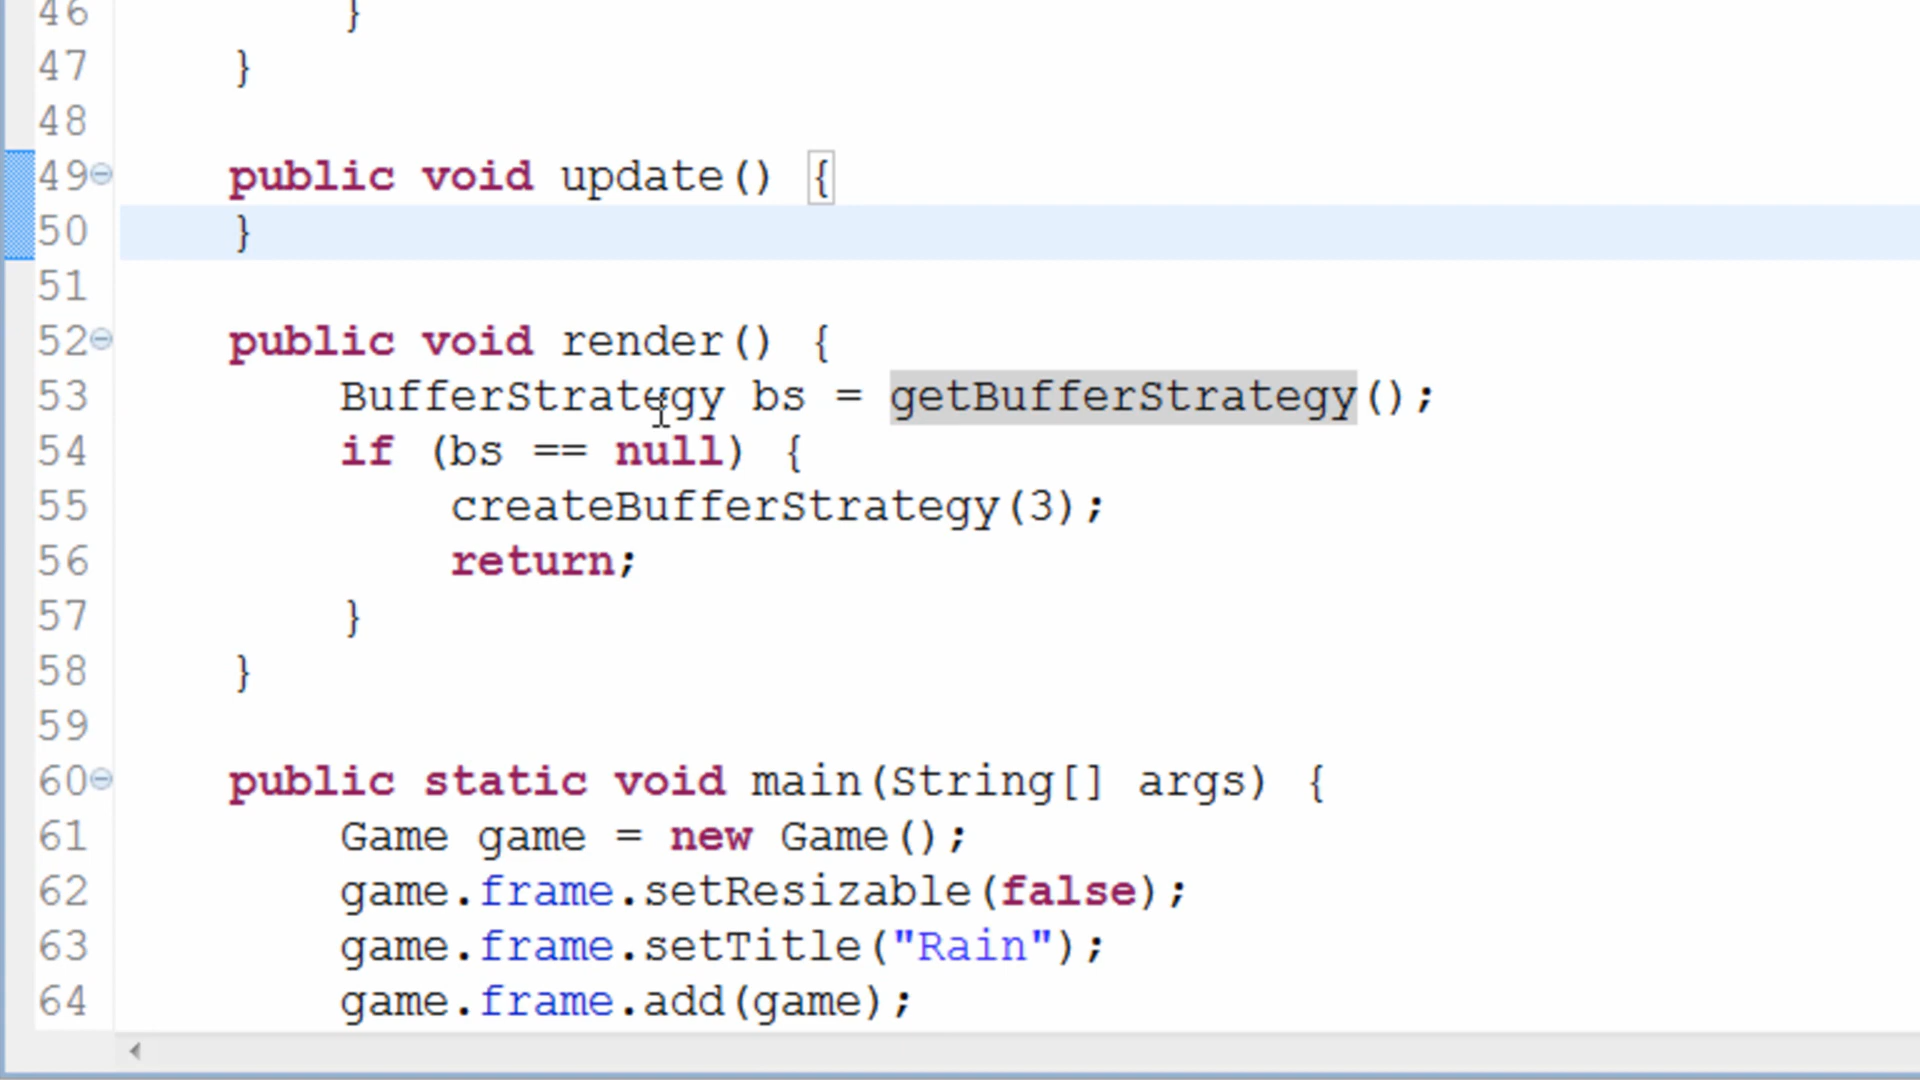 46 }
47 }
48
49 public void update() {
50 }
51
52 public void render() {
53 BufferStrategy bs = getBufferStrategy();
54 if (bs == null) {
55 createBufferStrategy(3);
56 return;
57 }
58 }
59
60 public static void main(String[] args) {
61 Game game = new Game();
62 game.frame.setResizable(false);
63 game.frame.setTitle("Rain");
64 game.frame.add(game);